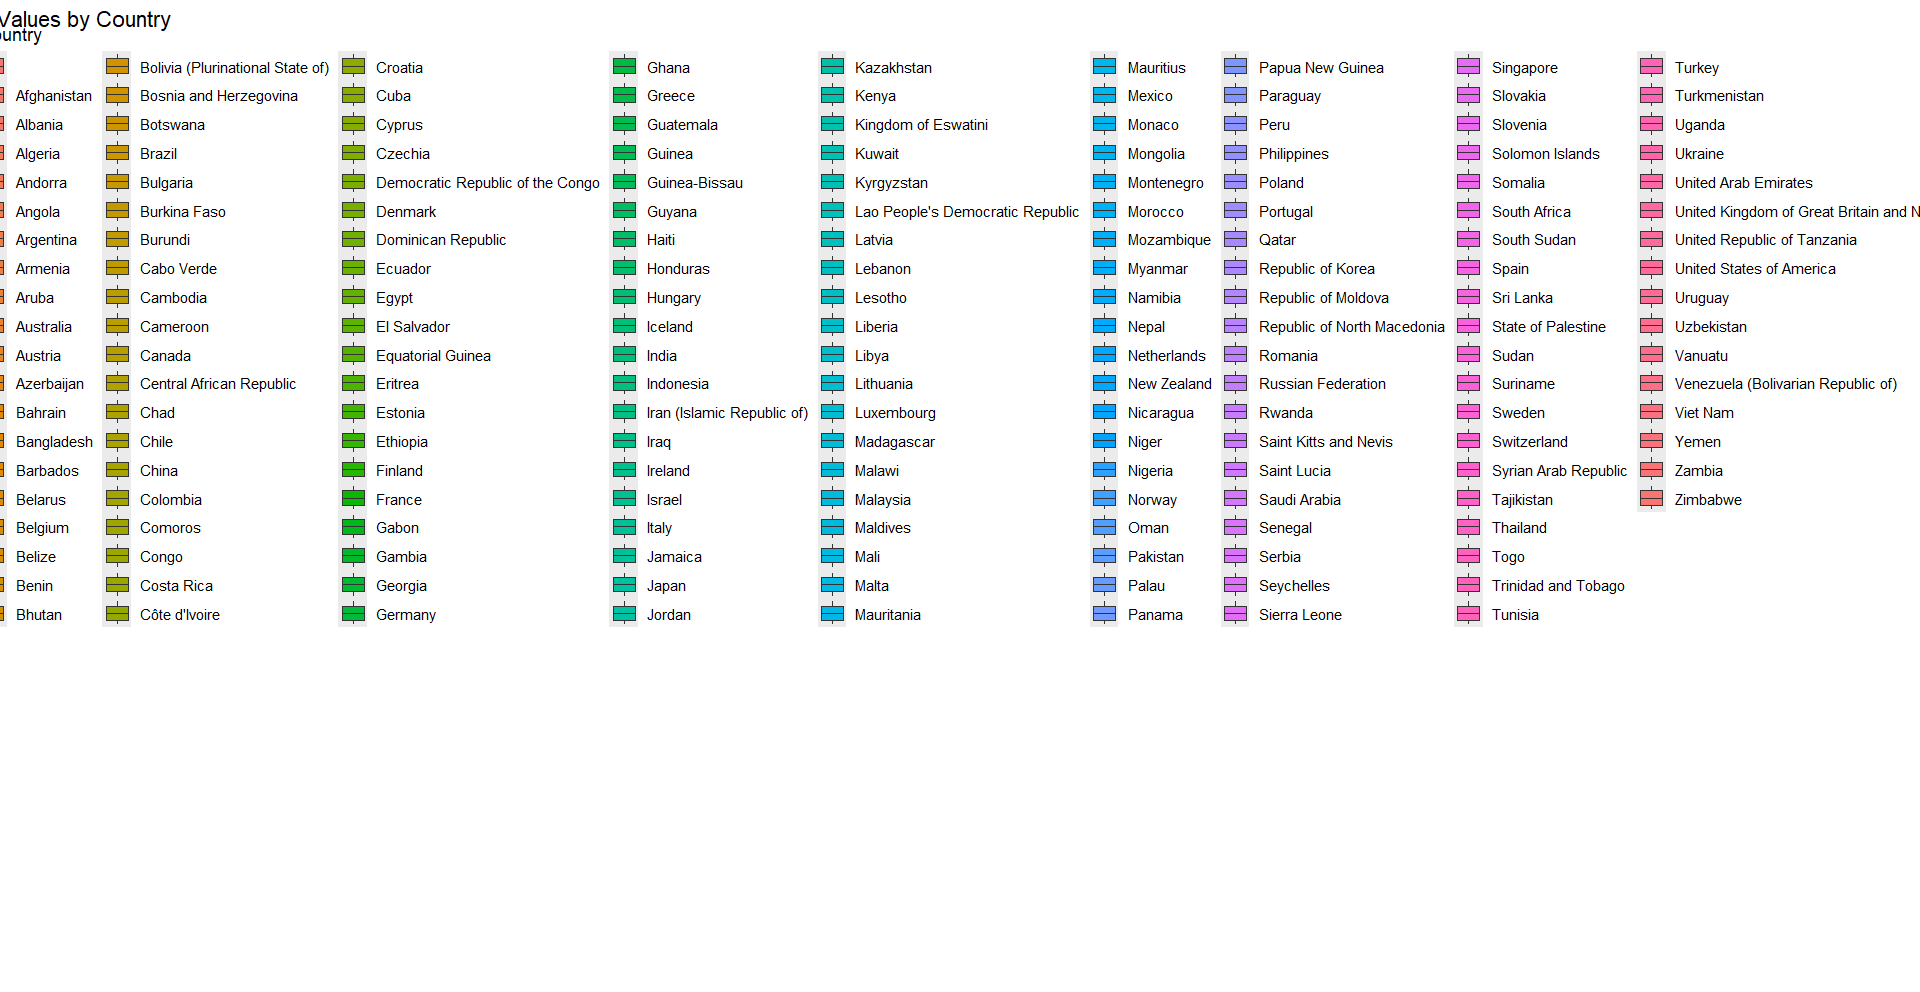 Values by Country
ountry
Afghanistan
Albania
Algeria
Andorra
Angola
Argentina
Armenia
Aruba
Australia
Austria
Azerbaijan
Bahrain
Bangladesh
Barbados
Belarus
Belgium
Belize
Benin
Bhutan
Bolivia (Plurinational State of)
Bosnia and Herzegovina
Botswana
Brazil
Bulgaria
Burkina Faso
Burundi
Cabo Verde
Cambodia
Cameroon
Canada
Central African Republic
Chad
Chile
China
Colombia
Comoros
Congo
Costa Rica
Côte d'Ivoire
Croatia
Cuba
Cyprus
Czechia
Democratic Republic of the Congo
Denmark
Dominican Republic
Ecuador
Egypt
El Salvador
Equatorial Guinea
Eritrea
Estonia
Ethiopia
Finland
France
Gabon
Gambia
Georgia
Germany
Ghana
Greece
Guatemala
Guinea
Guinea-Bissau
Guyana
Haiti
Honduras
Hungary
Iceland
India
Indonesia
Iran (Islamic Republic of)
Iraq
Ireland
Israel
Italy
Jamaica
Japan
Jordan
Kazakhstan
Kenya
Kingdom of Eswatini
Kuwait
Kyrgyzstan
Lao People's Democratic Republic
Latvia
Lebanon
Lesotho
Liberia
Libya
Lithuania
Luxembourg
Madagascar
Malawi
Malaysia
Maldives
Mali
Malta
Mauritania
Mauritius
Mexico
Monaco
Mongolia
Montenegro
Morocco
Mozambique
Myanmar
Namibia
Nepal
Netherlands
New Zealand
Nicaragua
Niger
Nigeria
Norway
Oman
Pakistan
Palau
Panama
Papua New Guinea
Paraguay
Peru
Philippines
Poland
Portugal
Qatar
Republic of Korea
Republic of Moldova
Republic of North Macedonia
Romania
Russian Federation
Rwanda
Saint Kitts and Nevis
Saint Lucia
Saudi Arabia
Senegal
Serbia
Seychelles
Sierra Leone
Singapore
Slovakia
Slovenia
Solomon Islands
Somalia
South Africa
South Sudan
Spain
Sri Lanka
State of Palestine
Sudan
Suriname
Sweden
Switzerland
Syrian Arab Republic
Tajikistan
Thailand
Togo
Trinidad and Tobago
Tunisia
Turkey
Turkmenistan
Uganda
Ukraine
United Arab Emirates
United Kingdom of Great Britain and N
United Republic of Tanzania
United States of America
Uruguay
Uzbekistan
Vanuatu
Venezuela (Bolivarian Republic of)
Viet Nam
Yemen
Zambia
Zimbabwe